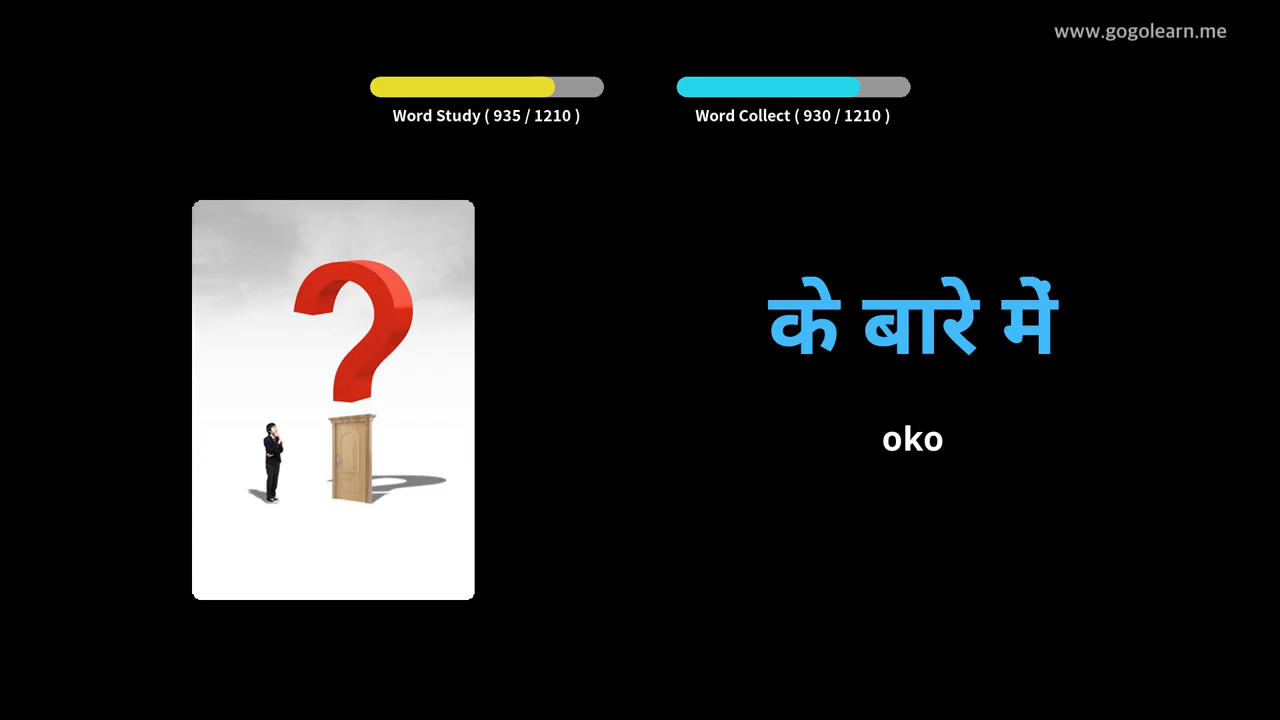 www.gogolearn.me
Word Study ( 935 / 1210 )
Word Collect ( 930 / 1210 )
के बारे में
oko